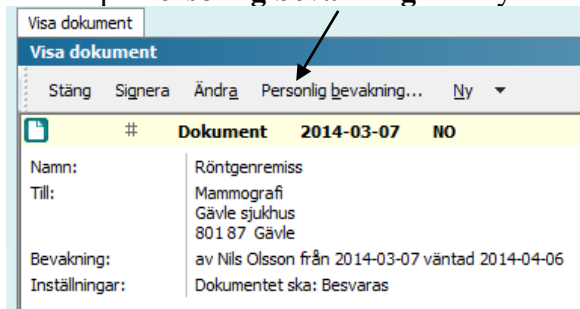 Visa dokument
Visa dokument
Stäng Signera Ändra Personlig bevakning... Ny
# Dokument 2014-03-07 NO
Namn: Röntgenremiss
Till: Mammografi
Gävle sjukhus
801 87 Gävle
Bevakning: av Nils Olsson från 2014-03-07 väntad 2014-04-06
Inställningar: Dokumentet ska: Besvaras